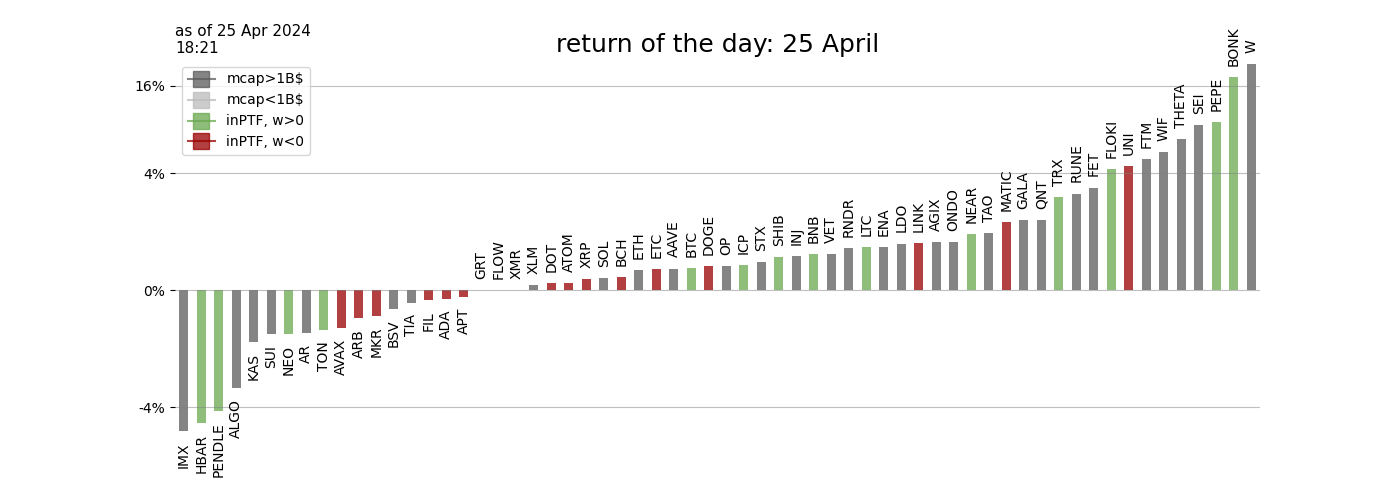 as of 25 Apr 2024
18:21
return of the day: 25 April
mcap>1B$
mcap<1B$
inPTF, w>0
inPTF, w<0
16%
4%
0%
-4%
IMX
HBAR
PENDLE
ALGO
KAS
SUI
NEO
AR
TON
AVAX
ARB
MKR
BSV
TIA
FIL
ADA
APT
GRT
FLOW
XMR
XLM
DOT
ATOM
XRP
SOL
BCH
ETH
ETC
AAVE
BTC
DOGE
OP
ICP
STX
SHIB
INJ
BNB
VET
RNDR
LTC
ENA
LDO
LINK
AGIX
ONDO
NEAR
TAO
MATIC
GALA
QNT
TRX
RUNE
FET
FLOKI
UNI
FTM
WIF
THETA
SEI
PEPE
BONK
W